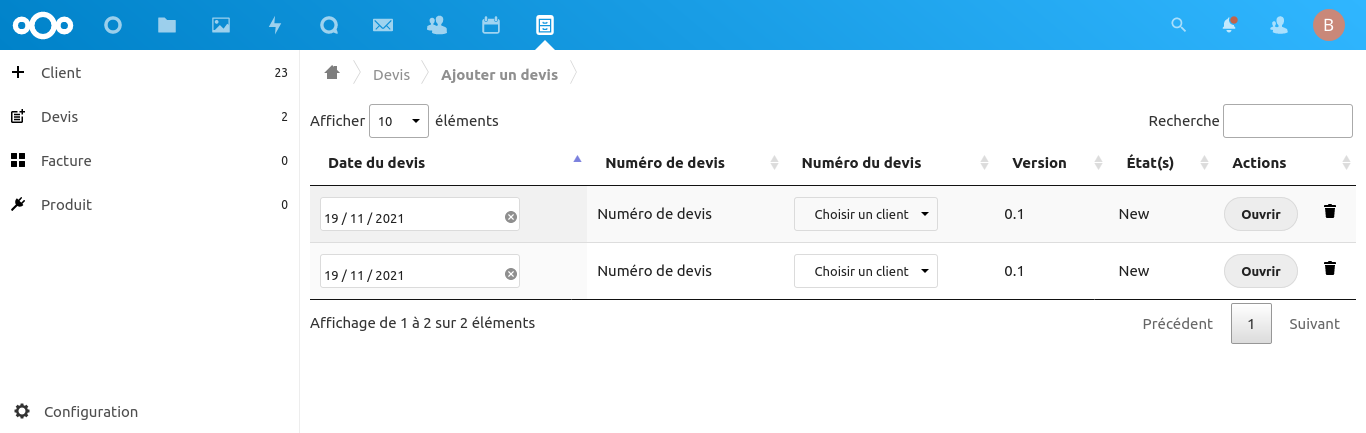 B
Client 23
Devis 2
Facture 0
Produit 0
Configuration
Devis Ajouter un devis
Afficher 10 éléments Recherche
Date du devis Numéro de devis Numéro du devis Version État(s) Actions
19 / 11 / 2021 Numéro de devis Choisir un client 0.1 New Ouvrir
19 / 11 / 2021 Numéro de devis Choisir un client 0.1 New Ouvrir
Affichage de 1 à 2 sur 2 éléments Précédent 1 Suivant